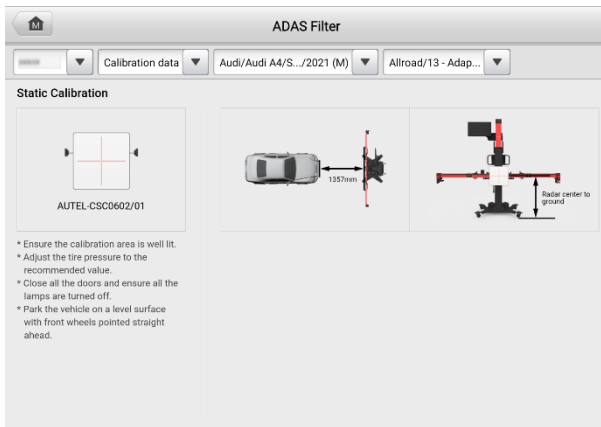 M
ADAS Filter
Calibration data
Audi/Audi A4/S.../2021 (M)
Allroad/13 - Adap...
Static Calibration
AUTEL-CSC0602/01
1357mm
Radar center to
ground
* Ensure the calibration area is well lit.
* Adjust the tire pressure to the
recommended value.
* Close all the doors and ensure all the
lamps are turned off.
* Park the vehicle on a level surface
with front wheels pointed straight
ahead.